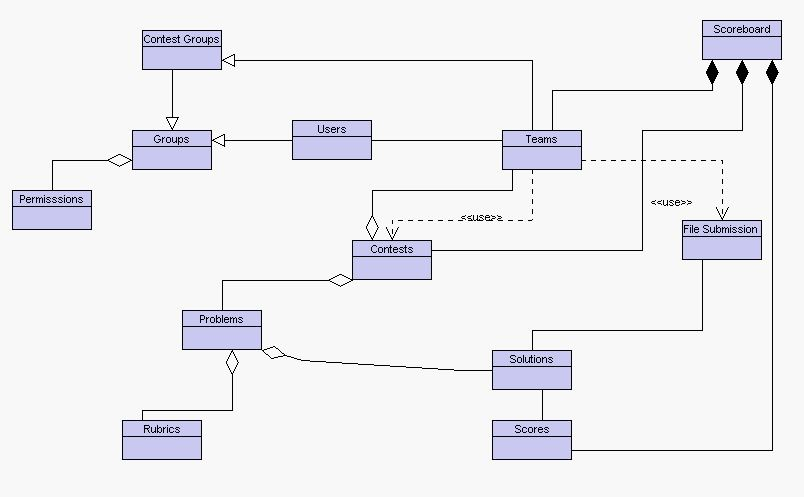 Scoreboard
Contest Groups
Users
Groups
Teams
Permisssions
<<use>>
<<use>>
File Submission
Contests
Problems
Solutions
Rubrics
Scores